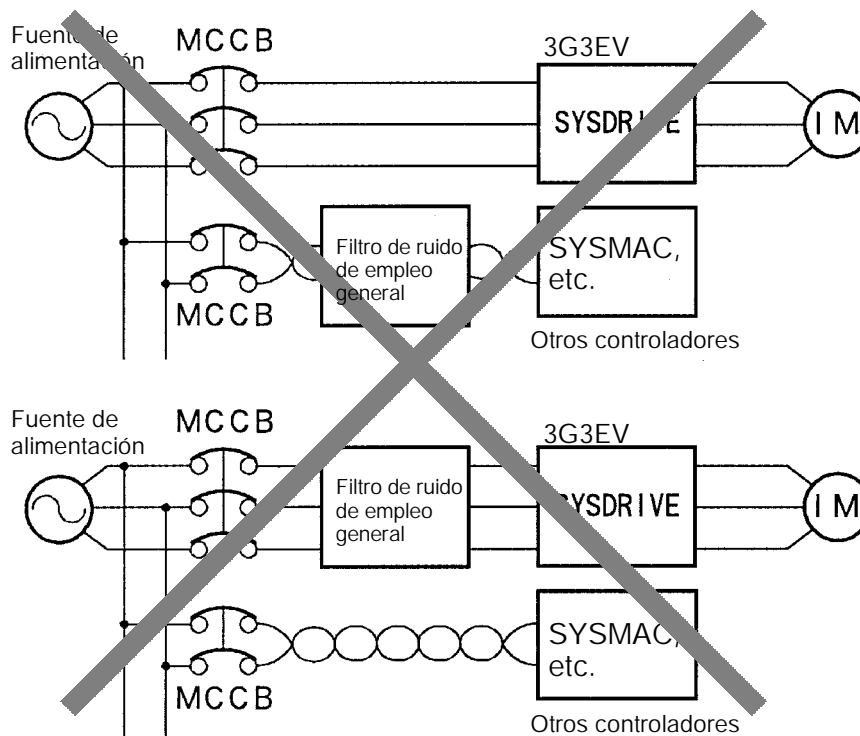 Fuente de
alimentación
MCCB
3G3EV
SYSDRIVE
IM
MCCB
Filtro de ruido
de empleo
general
SYSMAC,
etc.
Otros controladores
Fuente de
alimentación
MCCB
3G3EV
Filtro de ruido
de empleo
general
SYSDRIVE
IM
MCCB
SYSMAC,
etc.
Otros controladores